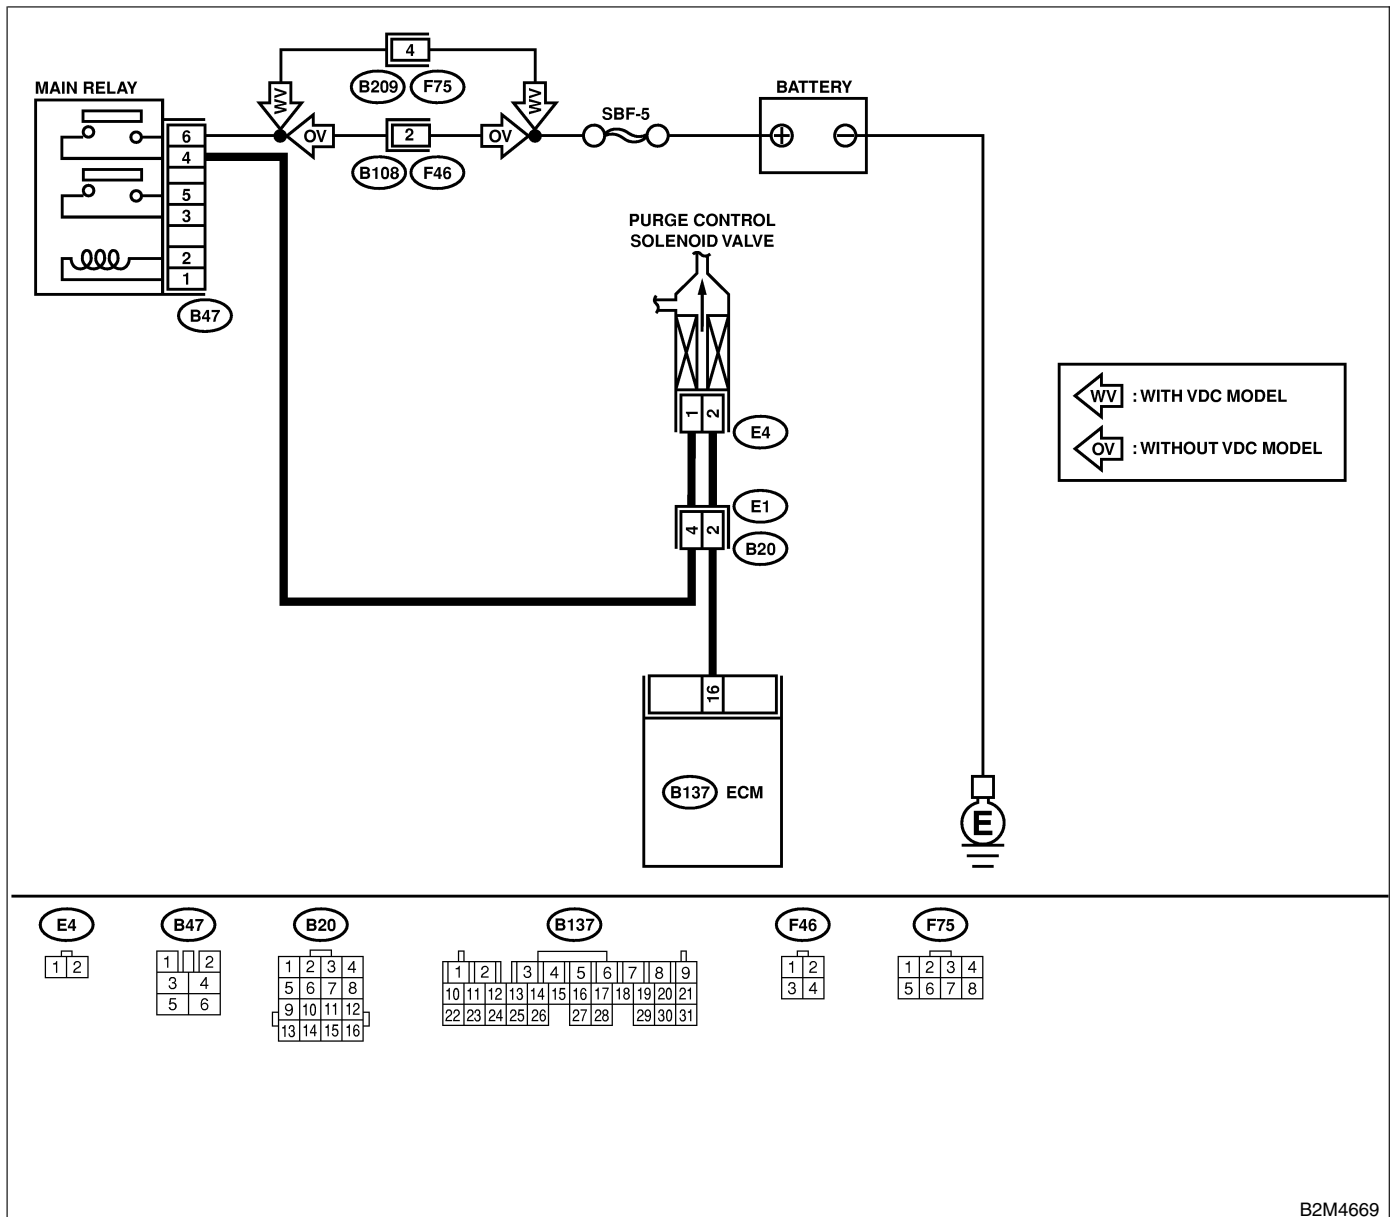 4
B209 F75
MAIN RELAY
WV
WV
BATTERY
SBF-5
6
OV
2
OV
4
B108 F46
5
3
2
1
B47
PURGE CONTROL
SOLENOID VALVE
1 2
E4
E1
4 2
B20
WV : WITH VDC MODEL
OV : WITHOUT VDC MODEL
16
B137 ECM
E
E4
1 2
B47
1 2
3 4
5 6
B20
1 2 3 4
5 6 7 8
9 10 11 12
13 14 15 16
B137
1 2 3 4 5 6 7 8 9
10 11 12 13 14 15 16 17 18 19 20 21
22 23 24 25 26 27 28 29 30 31
F46
1 2
3 4
F75
1 2 3 4
5 6 7 8
B2M4669